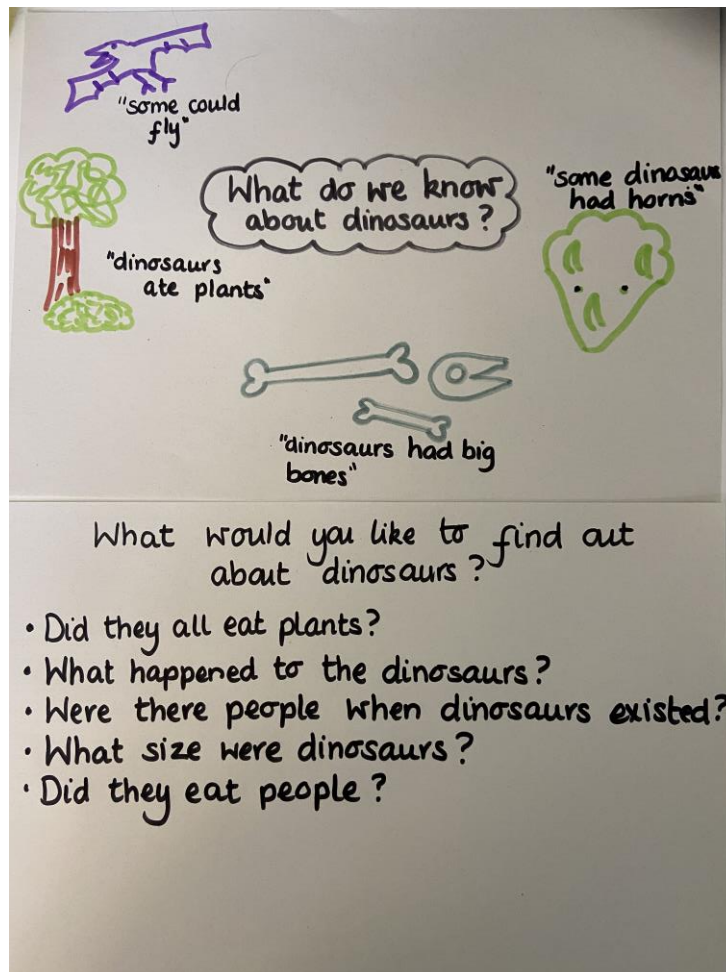 "some could
fly"
What do we know
about dinosaurs?
"some dinosaurs
had horns"
"dinosaurs
ate plants"
"dinosaurs had big
bones"
What would you like to find out
about dinosaurs?
• Did they all eat plants?
• What happened to the dinosaurs?
• Were there people when dinosaurs existed?
• What size were dinosaurs?
• Did they eat people?